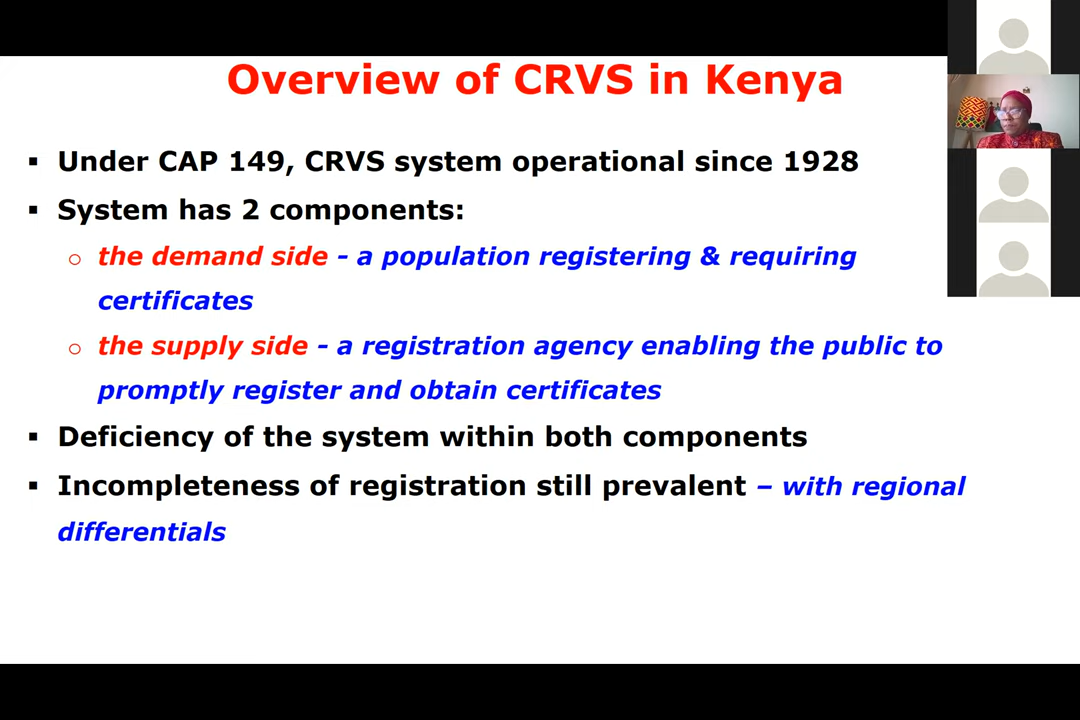 Overview of CRVS in Kenya
▪ Under CAP 149, CRVS system operational since 1928
▪ System has 2 components:
o the demand side - a population registering & requiring
certificates
o the supply side - a registration agency enabling the public to
promptly register and obtain certificates
▪ Deficiency of the system within both components
▪ Incompleteness of registration still prevalent – with regional
differentials